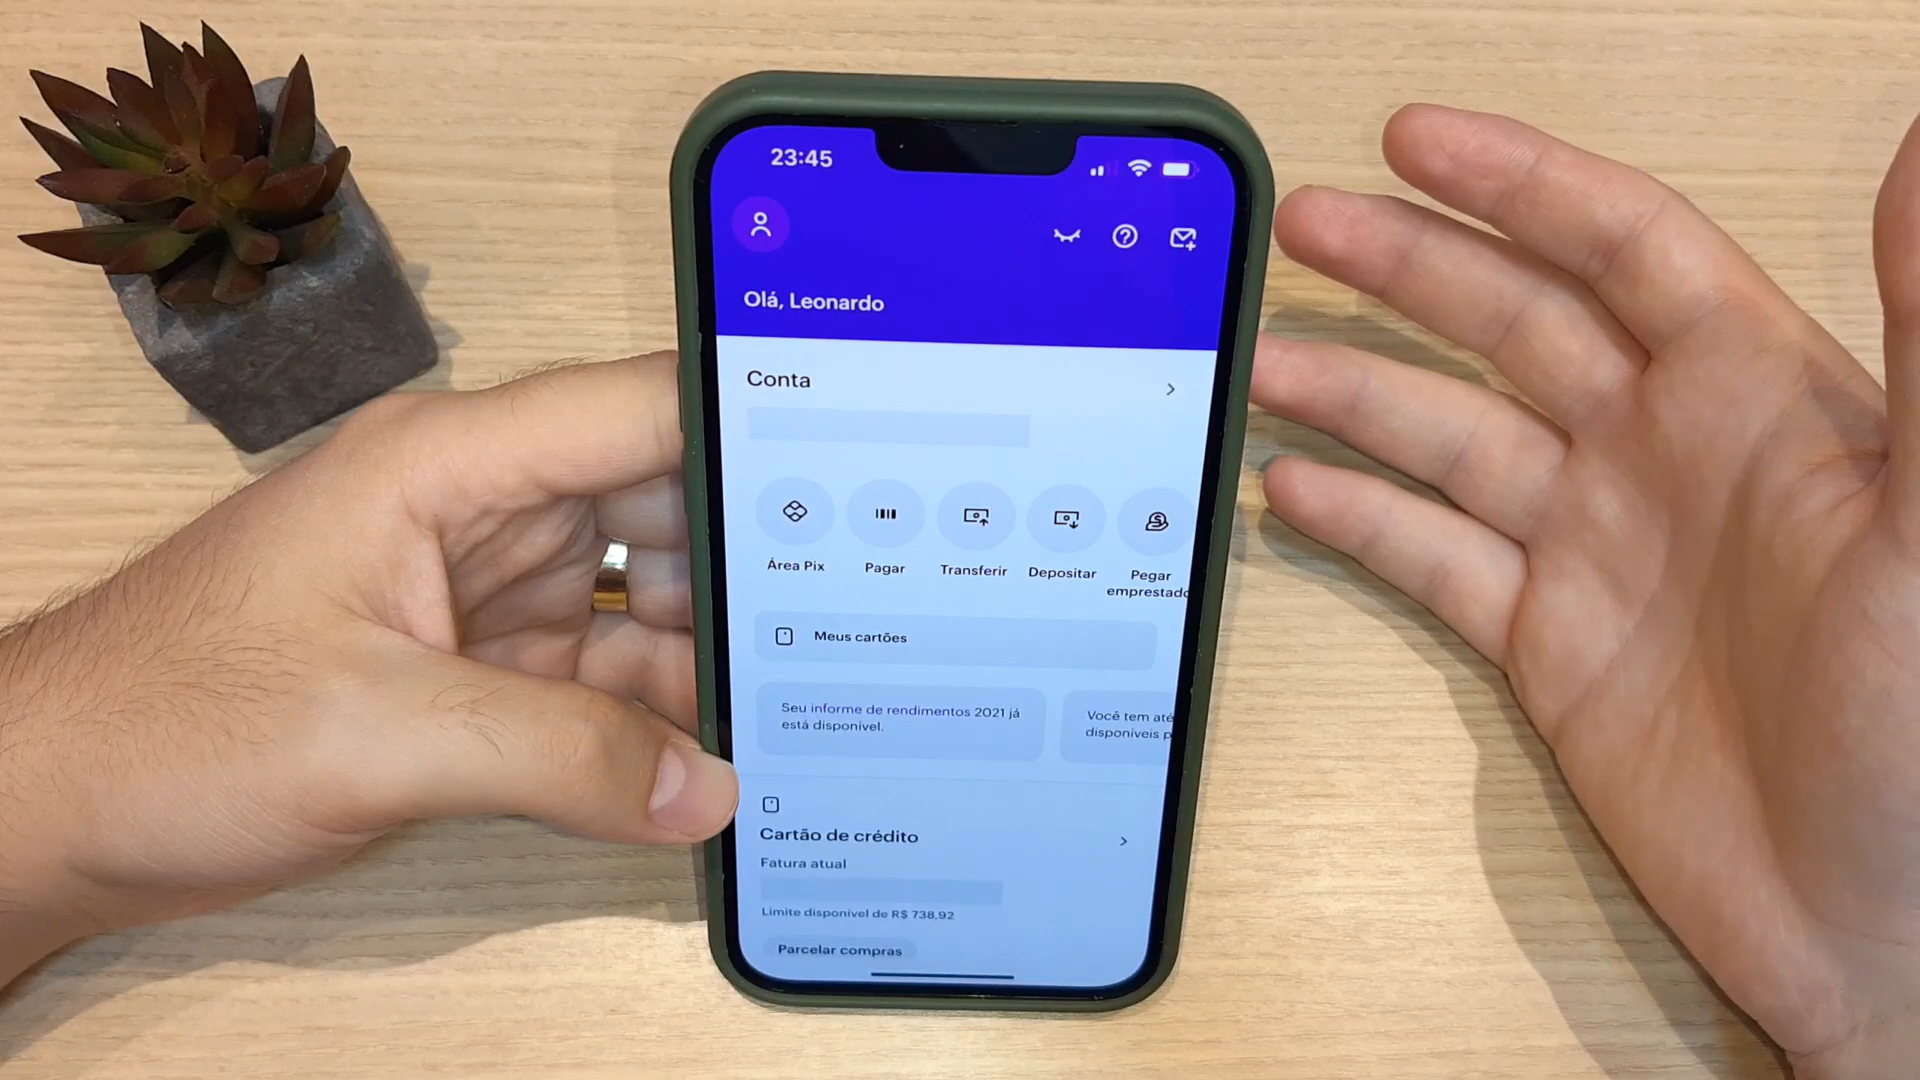 23:45
Olá, Leonardo
Conta
Área Pix
Pagar
Transferir
Depositar
Pegar
emprestado
Meus cartões
Seu informe de rendimentos 2021 já
está disponível.
Você tem até
disponíveis p
Cartão de crédito
Fatura atual
Limite disponível de R$ 738,92
Parcelar compras